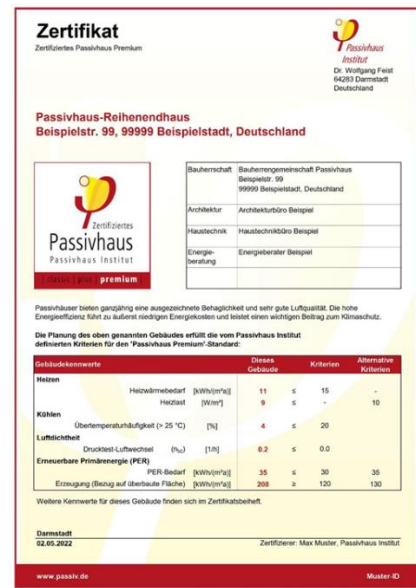 Zertifikat
Zertifiziertes Passivhaus Premium
Passivhaus
Institut
Dr. Wolfgang Feist
64283 Darmstadt
Deutschland
Passivhaus-Reihenendhaus
Beispielstr. 99, 99999 Beispielstadt, Deutschland
Zertifiziertes
Passivhaus
Passivhaus Institut
classic | plus | premium
Bauherrschaft Bauherrengemeinschaft Passivhaus
Beispielstr. 99
99999 Beispielstadt, Deutschland
Architektur Architekturbüro Beispiel
Haustechnik Haustechnikbüro Beispiel
Energie- Energieberater Beispiel
beratung
Passivhäuser bieten ganzjährig eine ausgezeichnete Behaglichkeit und sehr gute Luftqualität. Die hohe
Energieeffizienz führt zu äußerst niedrigen Energiekosten und leistet einen wichtigen Beitrag zum Klimaschutz.
Die Planung des oben genannten Gebäudes erfüllt die vom Passivhaus Institut
definierten Kriterien für den 'Passivhaus Premium'-Standard:
Gebäudekennwerte Dieses Gebäude Kriterien Alternative Kriterien
Heizen
Heizwärmebedarf [kWh/(m²a)] 11 ≤ 15 -
Heizlast [W/m²] 9 ≤ - 10
Kühlen
Übertemperaturhäufigkeit (> 25 °C) [%] 4 ≤ 20
Luftdichtheit
Drucktest-Luftwechsel (n₅₀) [1/h] 0.2 ≤ 0.0
Erneuerbare Primärenergie (PER)
PER-Bedarf [kWh/(m²a)] 35 ≤ 30 35
Erzeugung (Bezug auf überbaute Fläche) [kWh/(m²a)] 208 ≥ 120 130
Weitere Kennwerte für dieses Gebäude finden sich im Zertifikatsbeiheft.
Darmstadt
02.05.2022 Zertifizierer: Max Muster, Passivhaus Institut
www.passiv.de Muster-ID